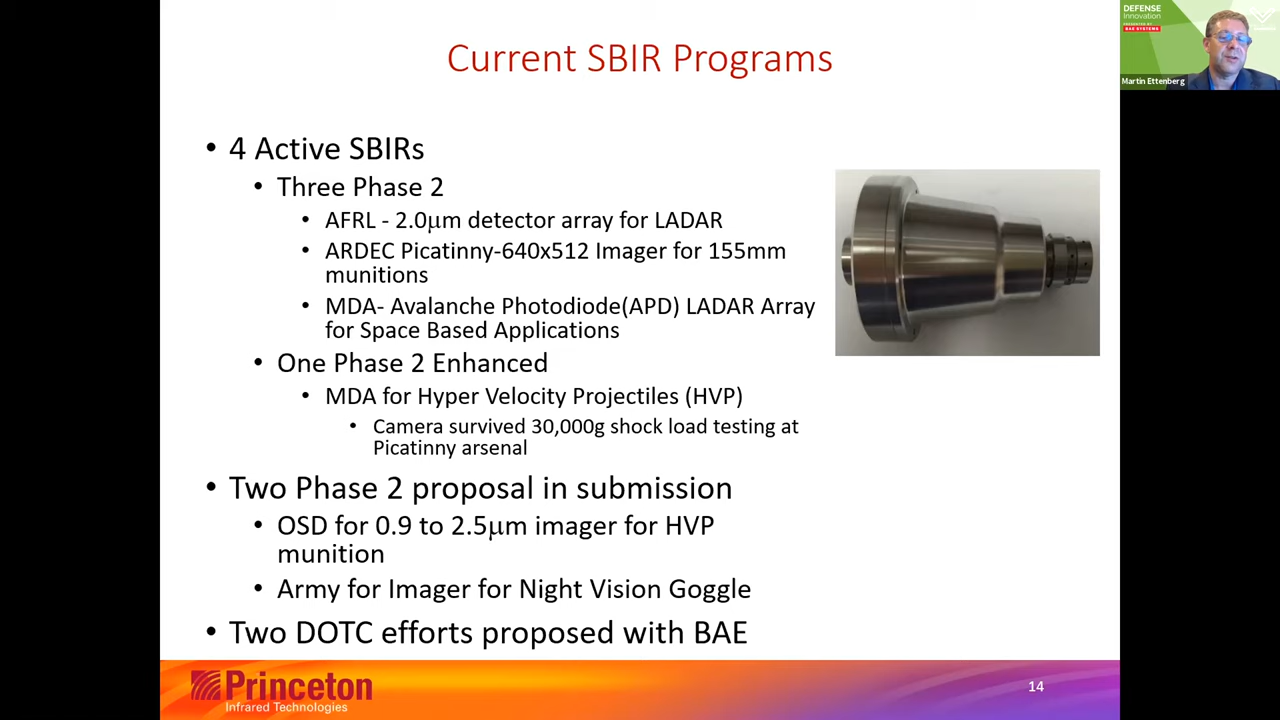 Current SBIR Programs
• 4 Active SBIRs
• Three Phase 2
• AFRL - 2.0μm detector array for LADAR
• ARDEC Picatinny-640x512 Imager for 155mm
munitions
• MDA- Avalanche Photodiode(APD) LADAR Array
for Space Based Applications
• One Phase 2 Enhanced
• MDA for Hyper Velocity Projectiles (HVP)
• Camera survived 30,000g shock load testing at
Picatinny arsenal
• Two Phase 2 proposal in submission
• OSD for 0.9 to 2.5μm imager for HVP
munition
• Army for Imager for Night Vision Goggle
• Two DOTC efforts proposed with BAE
Princeton
Infrared Technologies
14
DEFENSE
Innovation
PRESENTED BY
BAE SYSTEMS
Martin Ettenberg